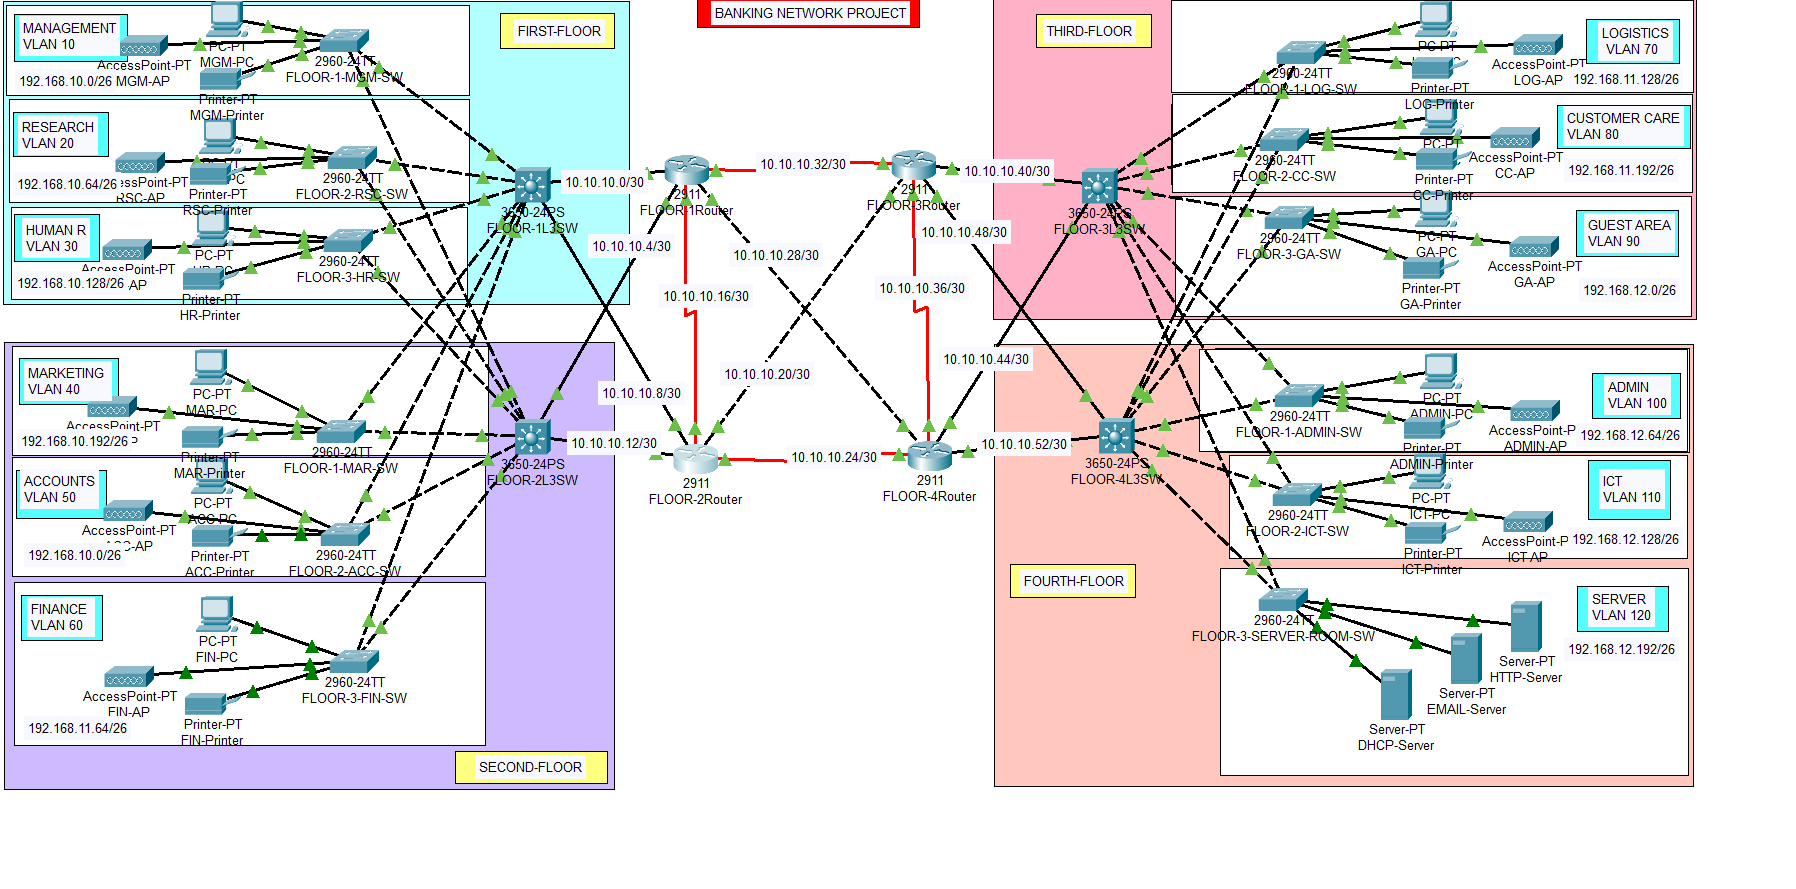 BANKING NETWORK PROJECT
FIRST-FLOOR
MANAGEMENT
VLAN 10
192.168.10.0/26
AccessPoint-PT
MGM-AP
PC-PT
MGM-PC
Printer-PT
MGM-Printer
2960-24TT
FLOOR-1-MGM-SW
RESEARCH
VLAN 20
192.168.10.64/26
RSC-AP
Printer-PT
RSC-Printer
2960-24TT
FLOOR-2-RSC-SW
HUMAN R
VLAN 30
192.168.10.128/26
AccessPoint-PT
AP
PC-PT
Printer-PT
HR-Printer
2960-24TT
FLOOR-3-HR-SW
3650-24PS
FLOOR-1L3SW
MARKETING
VLAN 40
192.168.10.192/26
AccessPoint-PT
PC-PT
MAR-PC
Printer-PT
MAR-Printer
2960-24TT
FLOOR-1-MAR-SW
ACCOUNTS
VLAN 50
192.168.10.0/26
AccessPoint-PT
PC-PT
ACC-PC
Printer-PT
ACC-Printer
2960-24TT
FLOOR-2-ACC-SW
FINANCE
VLAN 60
192.168.11.64/26
AccessPoint-PT
FIN-AP
PC-PT
FIN-PC
Printer-PT
FIN-Printer
2960-24TT
FLOOR-3-FIN-SW
3650-24PS
FLOOR-2L3SW
SECOND-FLOOR
10.10.10.0/30
10.10.10.4/30
10.10.10.8/30
10.10.10.12/30
10.10.10.16/30
10.10.10.20/30
10.10.10.24/30
10.10.10.28/30
10.10.10.32/30
10.10.10.36/30
10.10.10.40/30
10.10.10.44/30
10.10.10.48/30
10.10.10.52/30
2911
FLOOR-1Router
2911
FLOOR-2Router
2911
FLOOR-3Router
2911
FLOOR-4Router
THIRD-FLOOR
3650-24PS
FLOOR-3L3SW
2960-24TT
FLOOR-1-LOG-SW
PC-PT
Printer-PT
LOG-Printer
AccessPoint-PT
LOG-AP
LOGISTICS
VLAN 70
192.168.11.128/26
2960-24TT
FLOOR-2-CC-SW
Printer-PT
CC-Printer
AccessPoint-PT
CC-AP
CUSTOMER CARE
VLAN 80
192.168.11.192/26
2960-24TT
FLOOR-3-GA-SW
PC-PT
GA-PC
Printer-PT
GA-Printer
AccessPoint-PT
GA-AP
GUEST AREA
VLAN 90
192.168.12.0/26
FOURTH-FLOOR
3650-24PS
FLOOR-4L3SW
2960-24TT
FLOOR-1-ADMIN-SW
PC-PT
ADMIN-PC
Printer-PT
ADMIN-Printer
AccessPoint-P
ADMIN-AP
ADMIN
VLAN 100
192.168.12.64/26
2960-24TT
FLOOR-2-ICT-SW
PC-PT
ICT-PC
Printer-PT
ICT-Printer
AccessPoint-P
ICT-AP
ICT
VLAN 110
192.168.12.128/26
2960-24TT
FLOOR-3-SERVER-ROOM-SW
Server-PT
HTTP-Server
Server-PT
EMAIL-Server
Server-PT
DHCP-Server
SERVER
VLAN 120
192.168.12.192/26